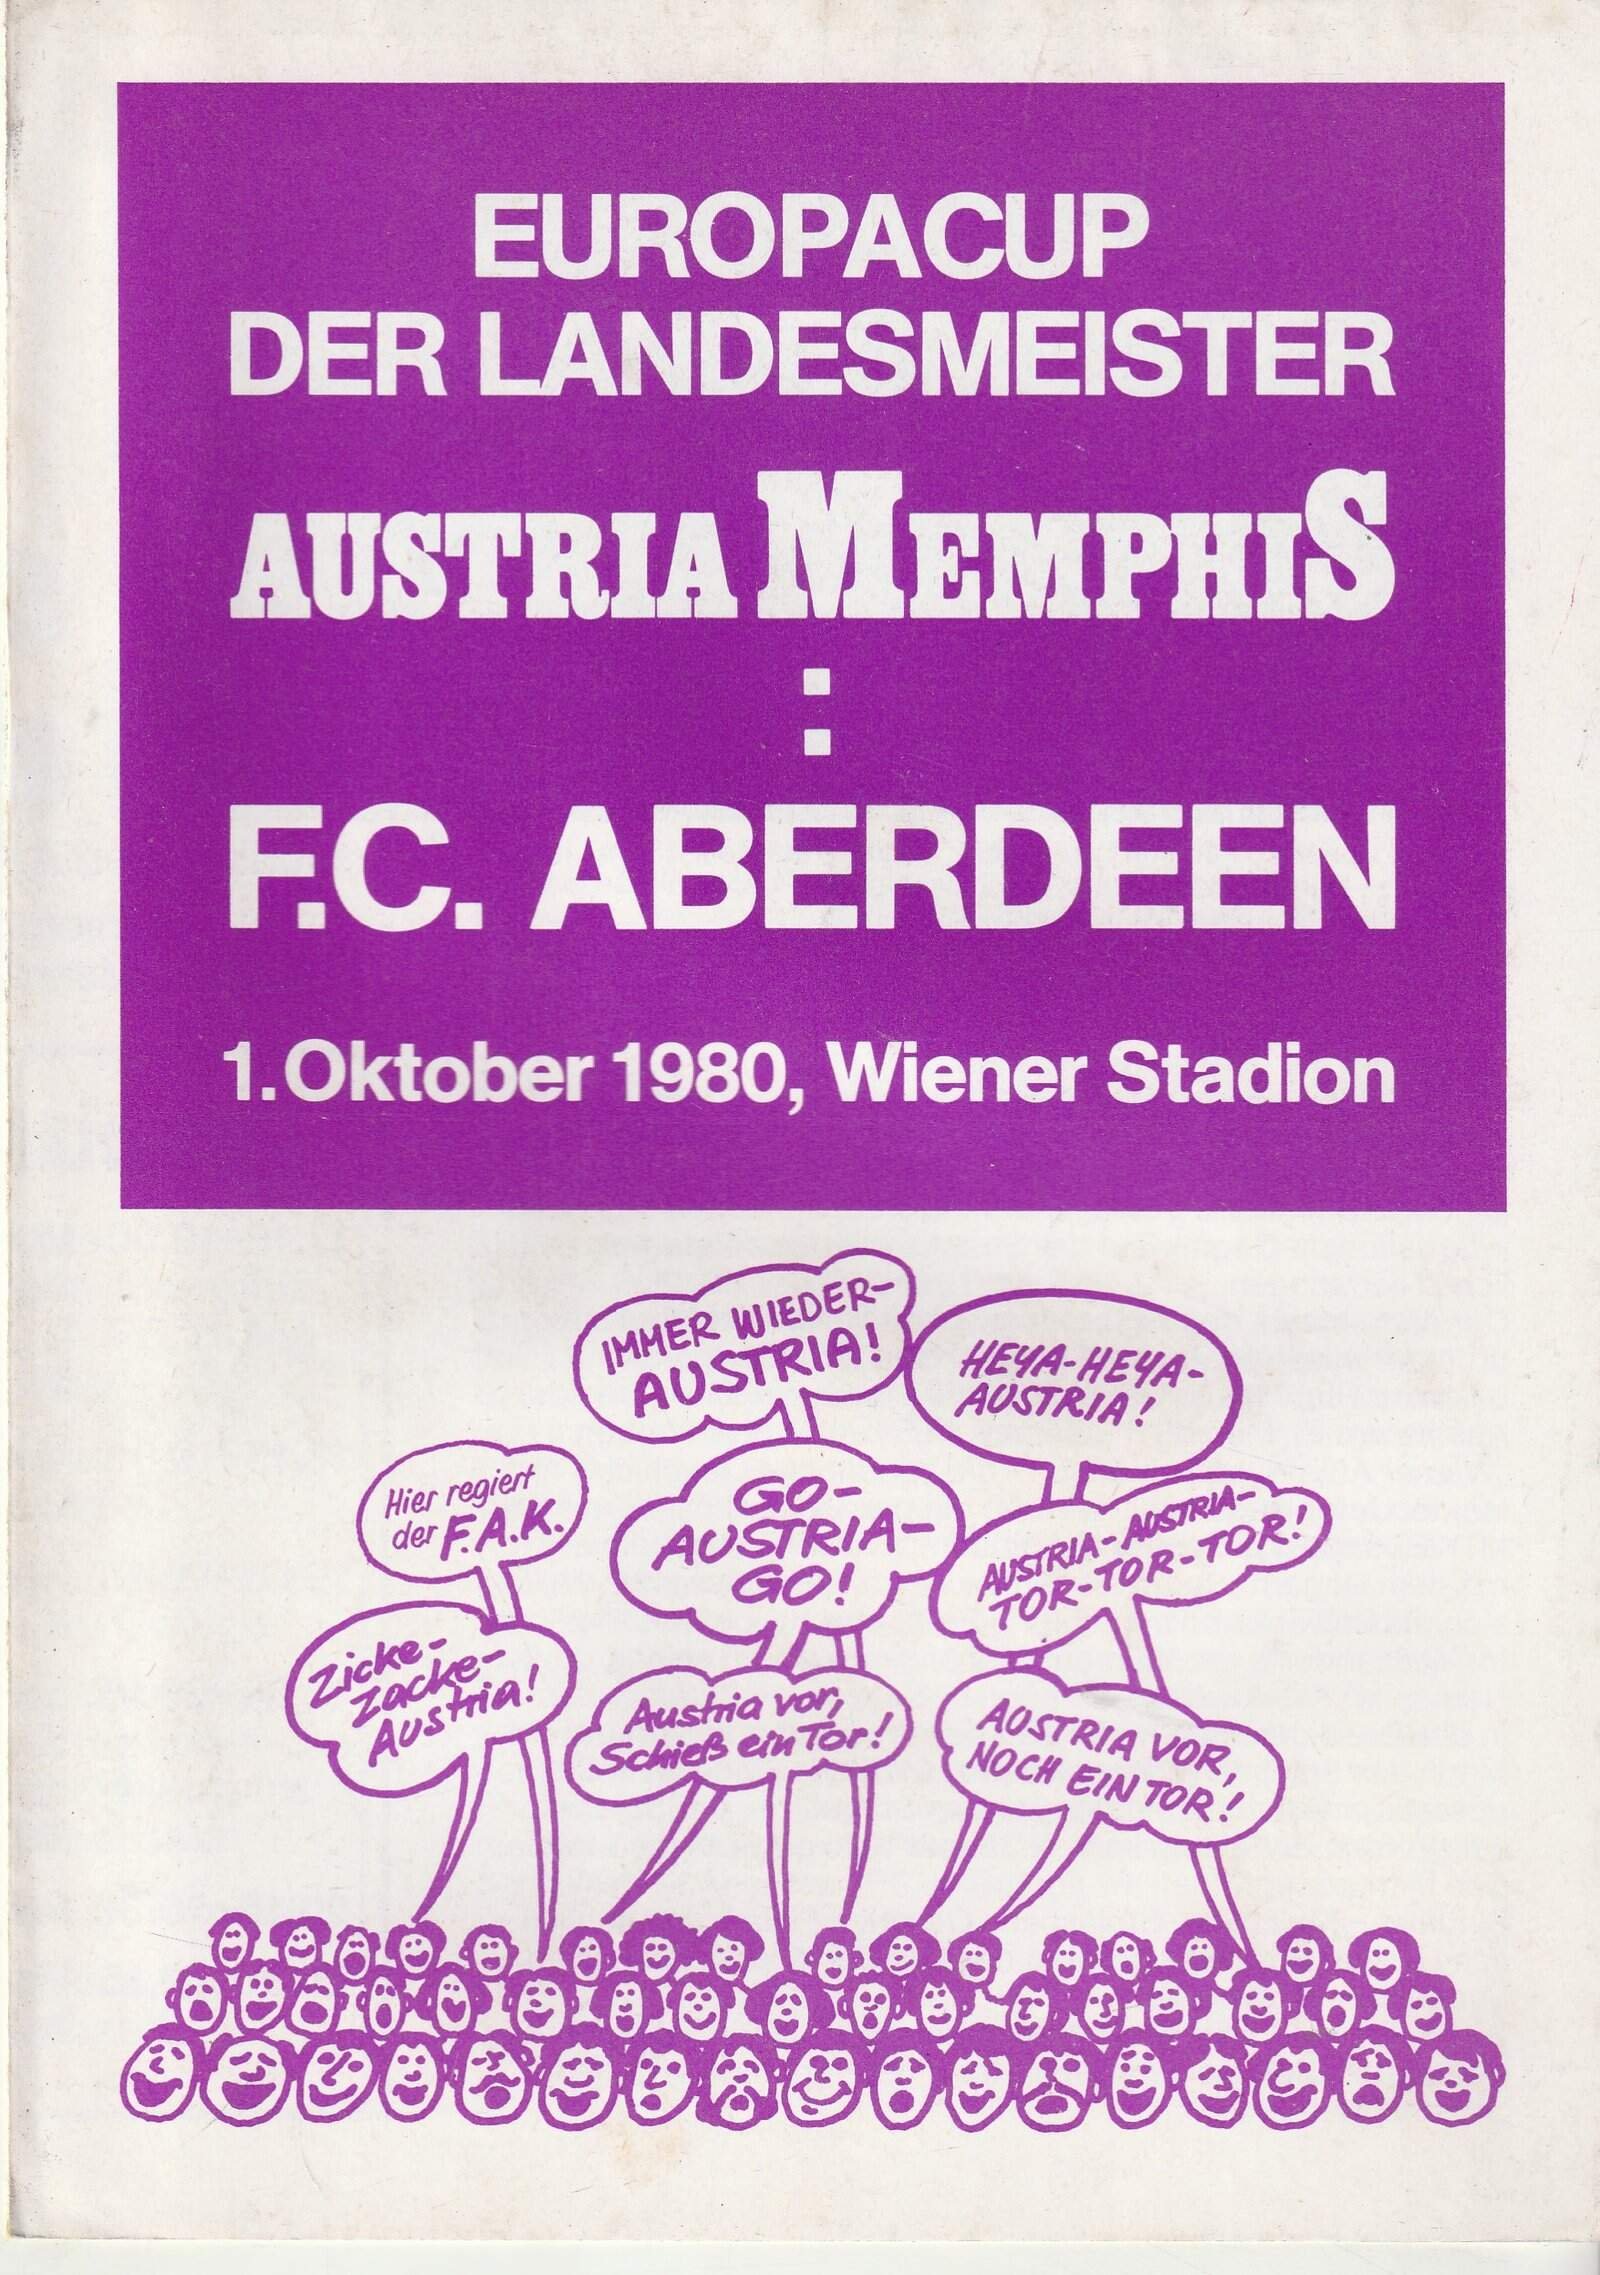 EUROPACUP
DER LANDESMEISTER
AUSTRIA MEMPHIS
:
F.C. ABERDEEN
1. Oktober 1980, Wiener Stadion
IMMER WIEDER-
AUSTRIA!
HEYA-HEYA-
AUSTRIA!
Hier regiert
der F.A.K.
GO-
AUSTRIA-
GO!
AUSTRIA-AUSTRIA-
TOR-TOR-TOR!
Zicke-
Zacke-
Austria!
Austria vor,
Schieß ein Tor!
AUSTRIA VOR,
NOCH EIN TOR!